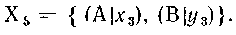 X₅ = { (A|x₃), (B|y₃)}.